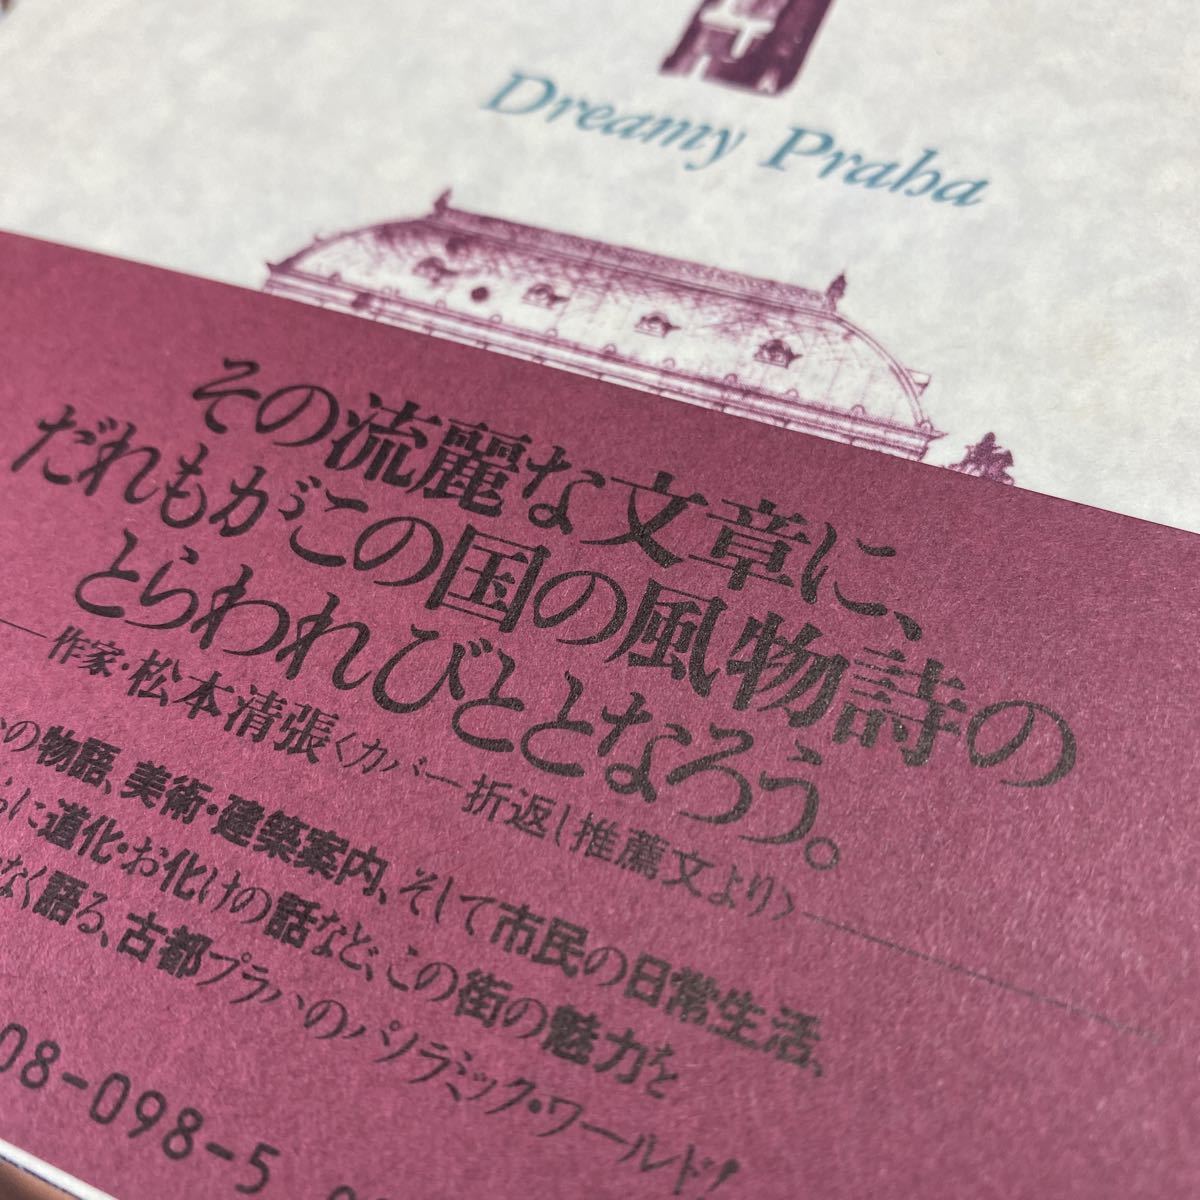 Dreamy Praha
その流麗な文章に、
だれもがこの国の風物詩の
とらわれびととなろう。
作家・松本清張〈カバー折返し推薦文より〉
の物語、美術・建築案内、そして市民の日常生活、
に道化・お化けの話など、この街の魅力を
なく語る、古都プラハのパノラミック・ワールド!
08-098-5